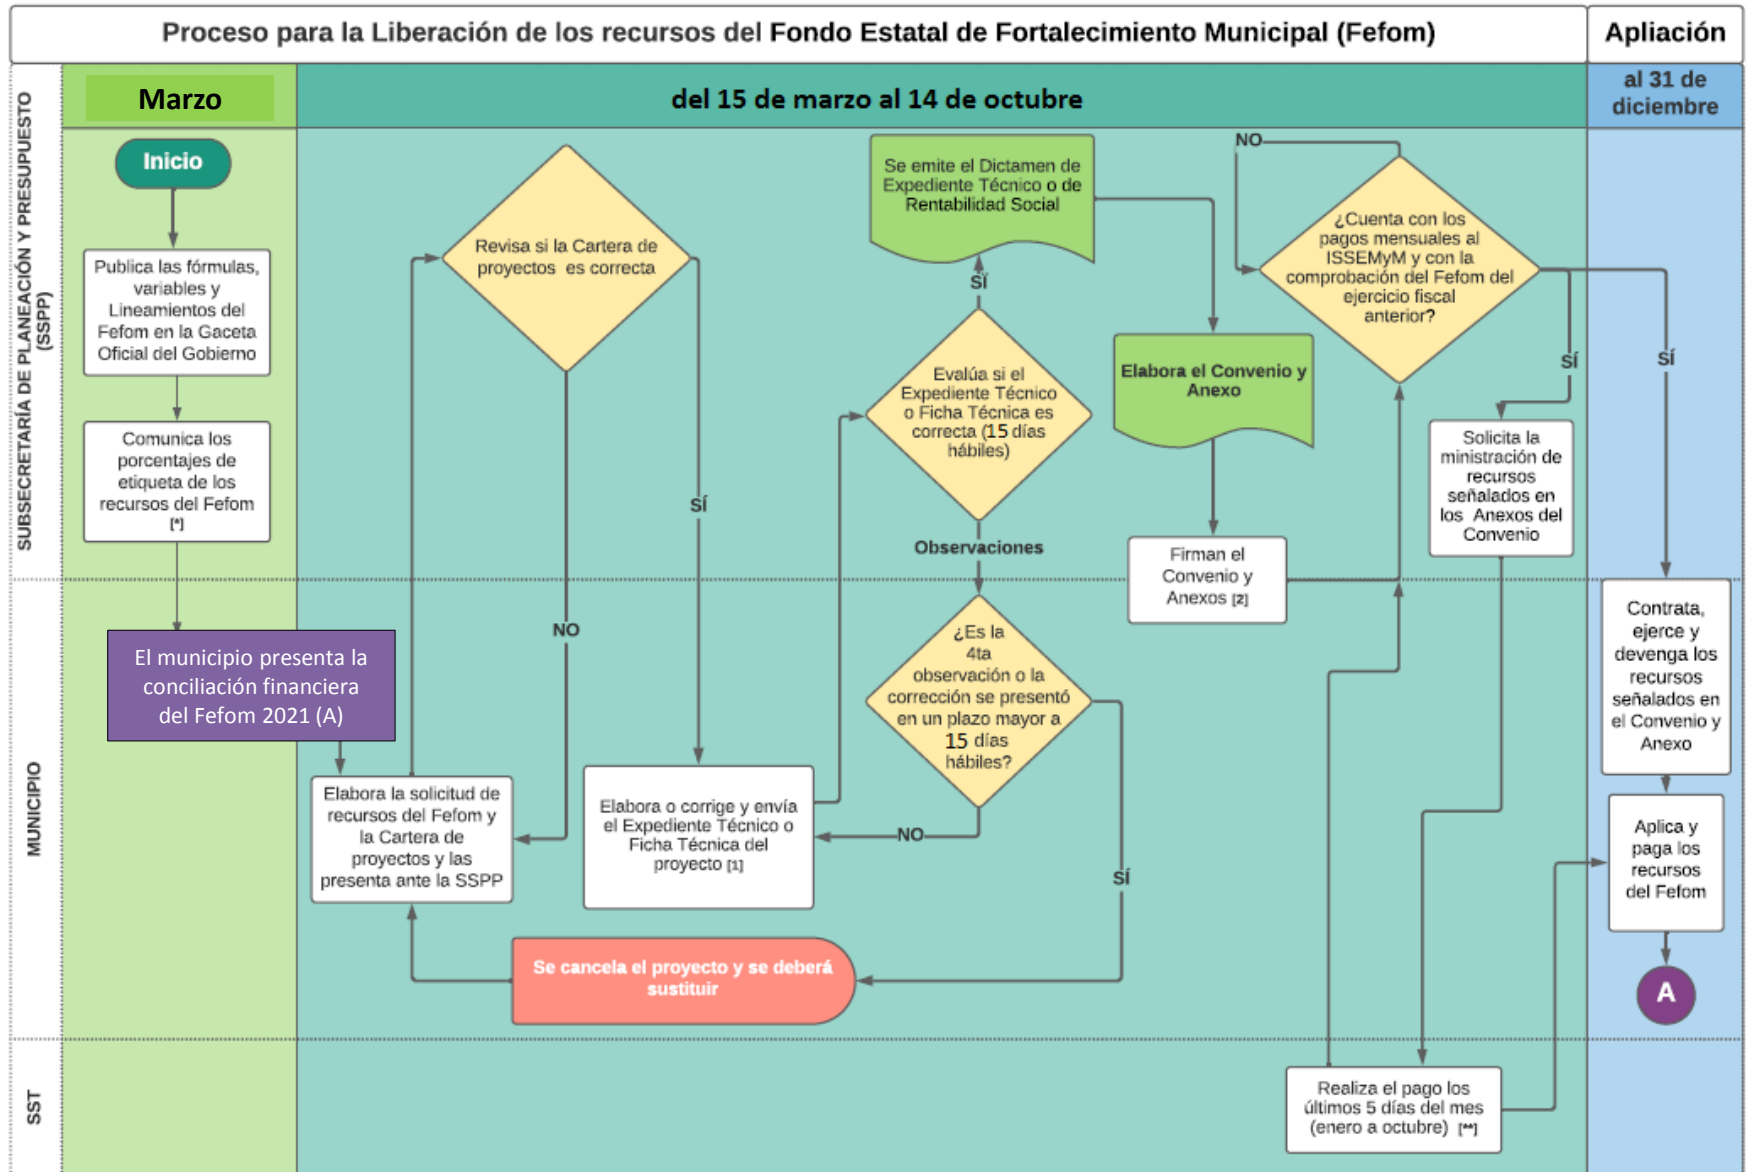 Proceso para la Liberación de los recursos del Fondo Estatal de Fortalecimiento Municipal (Fefom)
Apliación
SUBSECRETARÍA DE PLANEACIÓN Y PRESUPUESTO
(SSPP)
MUNICIPIO
SST
Marzo
del 15 de marzo al 14 de octubre
al 31 de
diciembre
Inicio
Publica las fórmulas,
variables y
Lineamientos del
Fefom en la Gaceta
Oficial del Gobierno
Comunica los
porcentajes de
etiqueta de los
recursos del Fefom
[*]
El municipio presenta la
conciliación financiera
del Fefom 2021 (A)
Elabora la solicitud de
recursos del Fefom y
la Cartera de
proyectos y las
presenta ante la SSPP
Revisa si la Cartera de
proyectos es correcta
NO
SÍ
Elabora o corrige y envía
el Expediente Técnico o
Ficha Técnica del
proyecto [1]
Evalúa si el
Expediente Técnico
o Ficha Técnica es
correcta (15 días
hábiles)
SÍ
Observaciones
¿Es la
4ta
observación o la
corrección se presentó
en un plazo mayor a
15 días
hábiles?
NO
SÍ
Se cancela el proyecto y se deberá
sustituir
Se emite el Dictamen de
Expediente Técnico o de
Rentabilidad Social
Elabora el Convenio y
Anexo
Firman el
Convenio y
Anexos [2]
NO
¿Cuenta con los
pagos mensuales al
ISSEMyM y con la
comprobación del Fefom del
ejercicio fiscal
anterior?
SÍ
SÍ
Solicita la
ministración de
recursos
señalados en
los Anexos del
Convenio
Realiza el pago los
últimos 5 días del mes
(enero a octubre) [**]
Contrata,
ejerce y
devenga los
recursos
señalados en
el Convenio y
Anexo
Aplica y
paga los
recursos
del Fefom
A